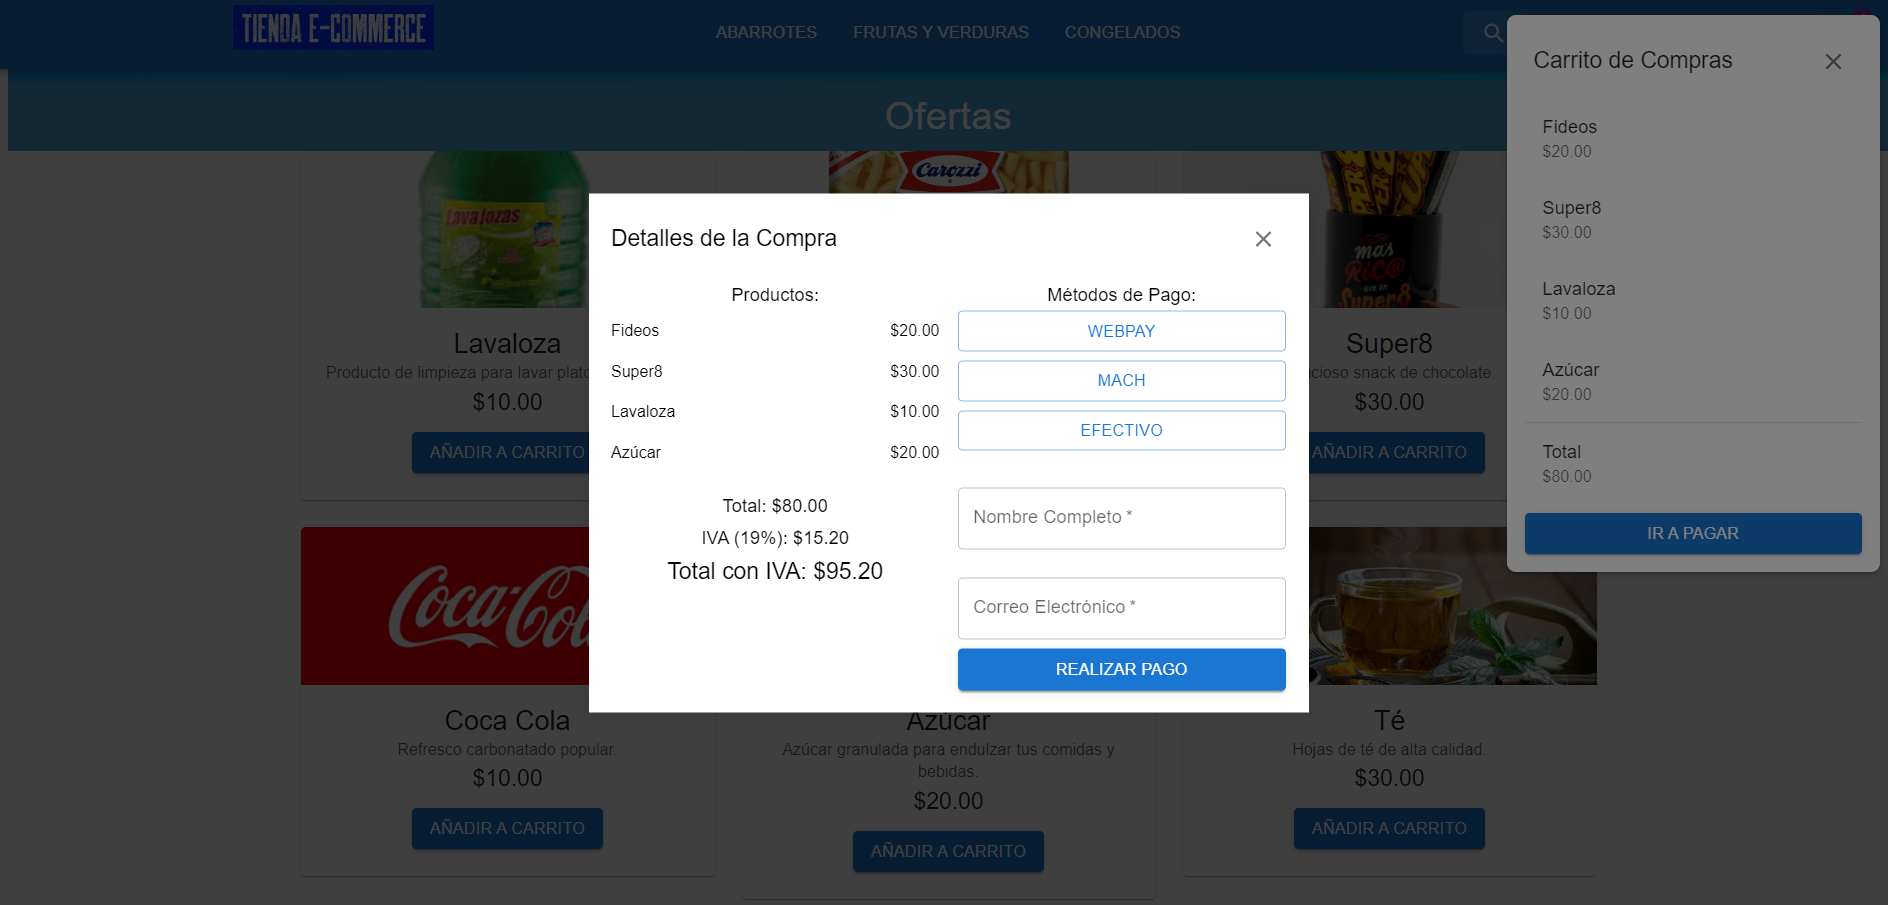 TIENDA E-COMMERCE
ABARROTES FRUTAS Y VERDURAS CONGELADOS
Ofertas
Lavalozas
Carozzi
mas
RICO
que un
Super8
Lavaloza
Producto de limpieza para lavar plato
$10.00
AÑADIR A CARRITO
Super8
icioso snack de chocolate.
$30.00
AÑADIR A CARRITO
Coca-Cola
Coca Cola
Refresco carbonatado popular.
$10.00
AÑADIR A CARRITO
Azúcar
Azúcar granulada para endulzar tus comidas y
bebidas.
$20.00
AÑADIR A CARRITO
Té
Hojas de té de alta calidad.
$30.00
AÑADIR A CARRITO
Detalles de la Compra
Productos:
Fideos $20.00
Super8 $30.00
Lavaloza $10.00
Azúcar $20.00
Total: $80.00
IVA (19%): $15.20
Total con IVA: $95.20
Métodos de Pago:
WEBPAY
MACH
EFECTIVO
Nombre Completo *
Correo Electrónico *
REALIZAR PAGO
Carrito de Compras
Fideos
$20.00
Super8
$30.00
Lavaloza
$10.00
Azúcar
$20.00
Total
$80.00
IR A PAGAR